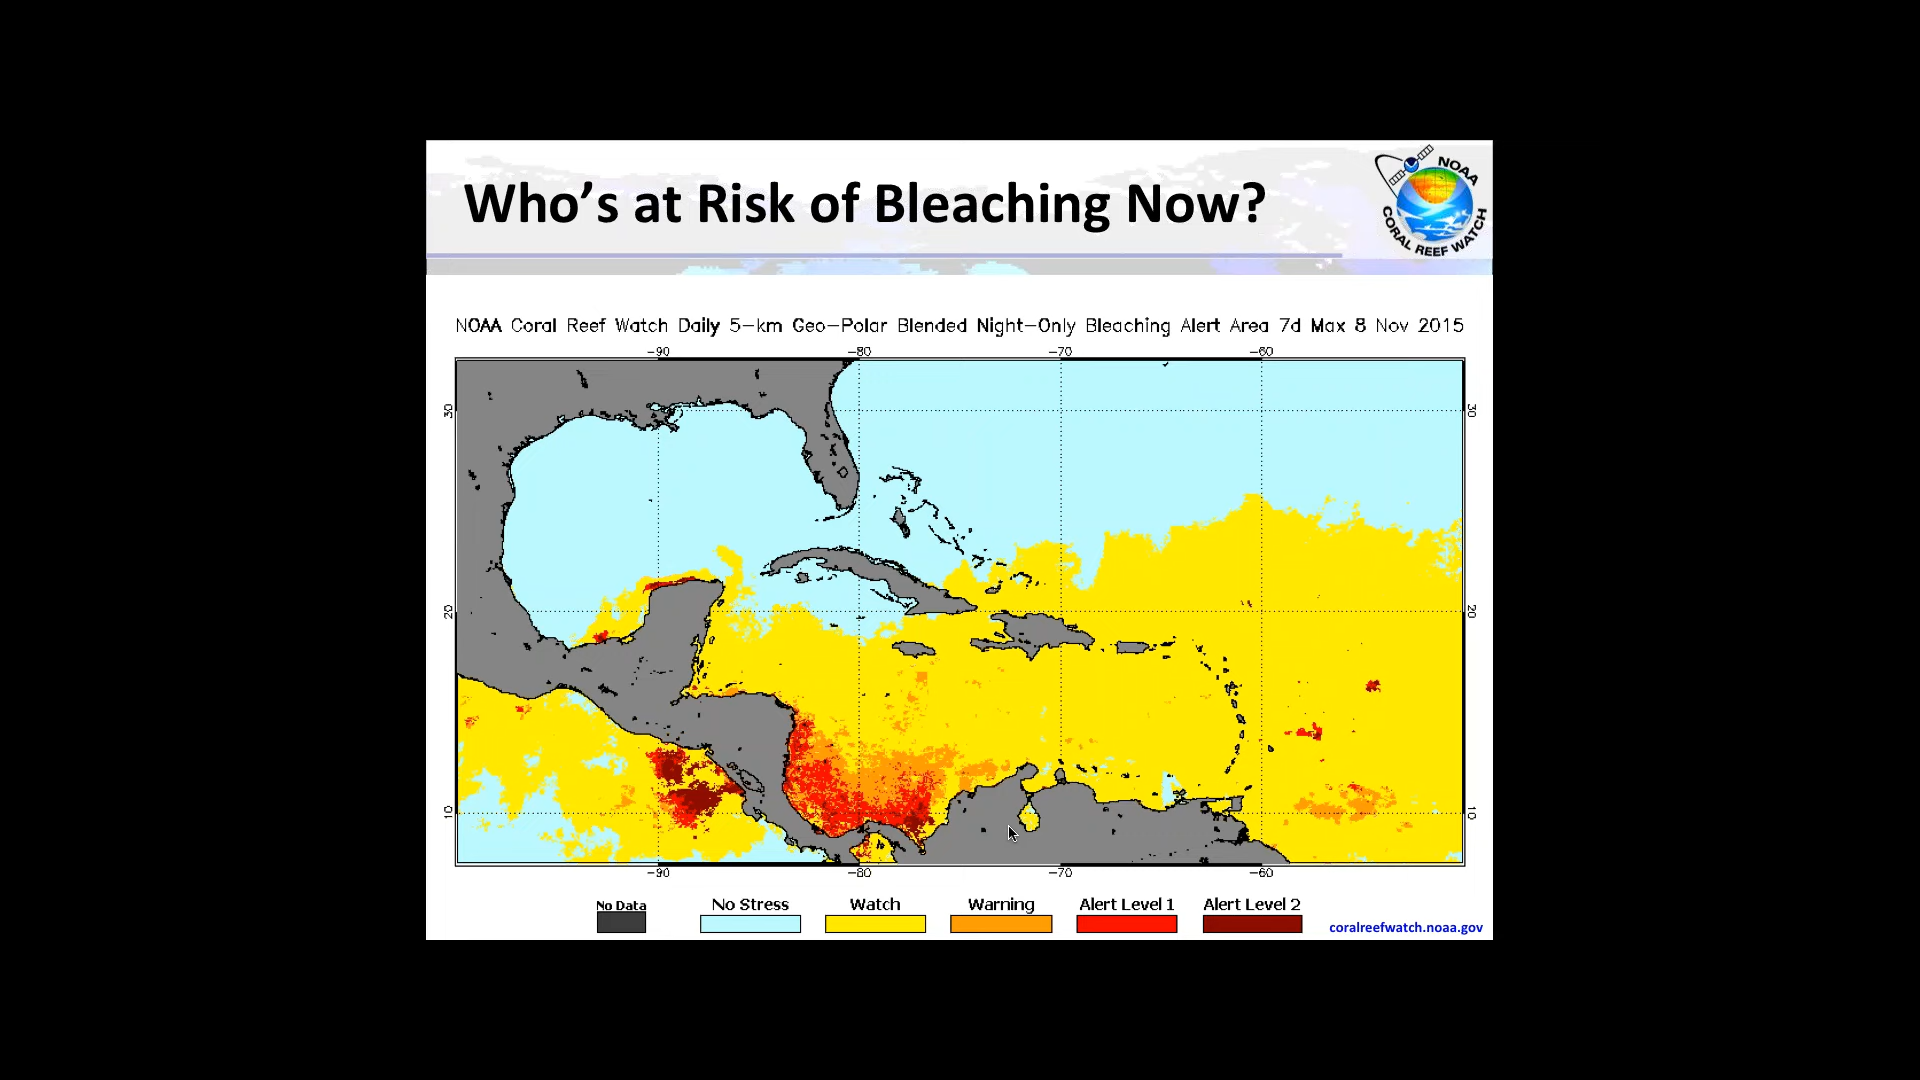 Who's at Risk of Bleaching Now?
NOAA
CORAL REEF WATCH
NOAA Coral Reef Watch Daily 5-km Geo-Polar Blended Night-Only Bleaching Alert Area 7d Max 8 Nov 2015
-90 -80 -70 -60
30 30
20 20
10 10
-90 -80 -70 -60
No Data No Stress Watch Warning Alert Level 1 Alert Level 2
coralreefwatch.noaa.gov